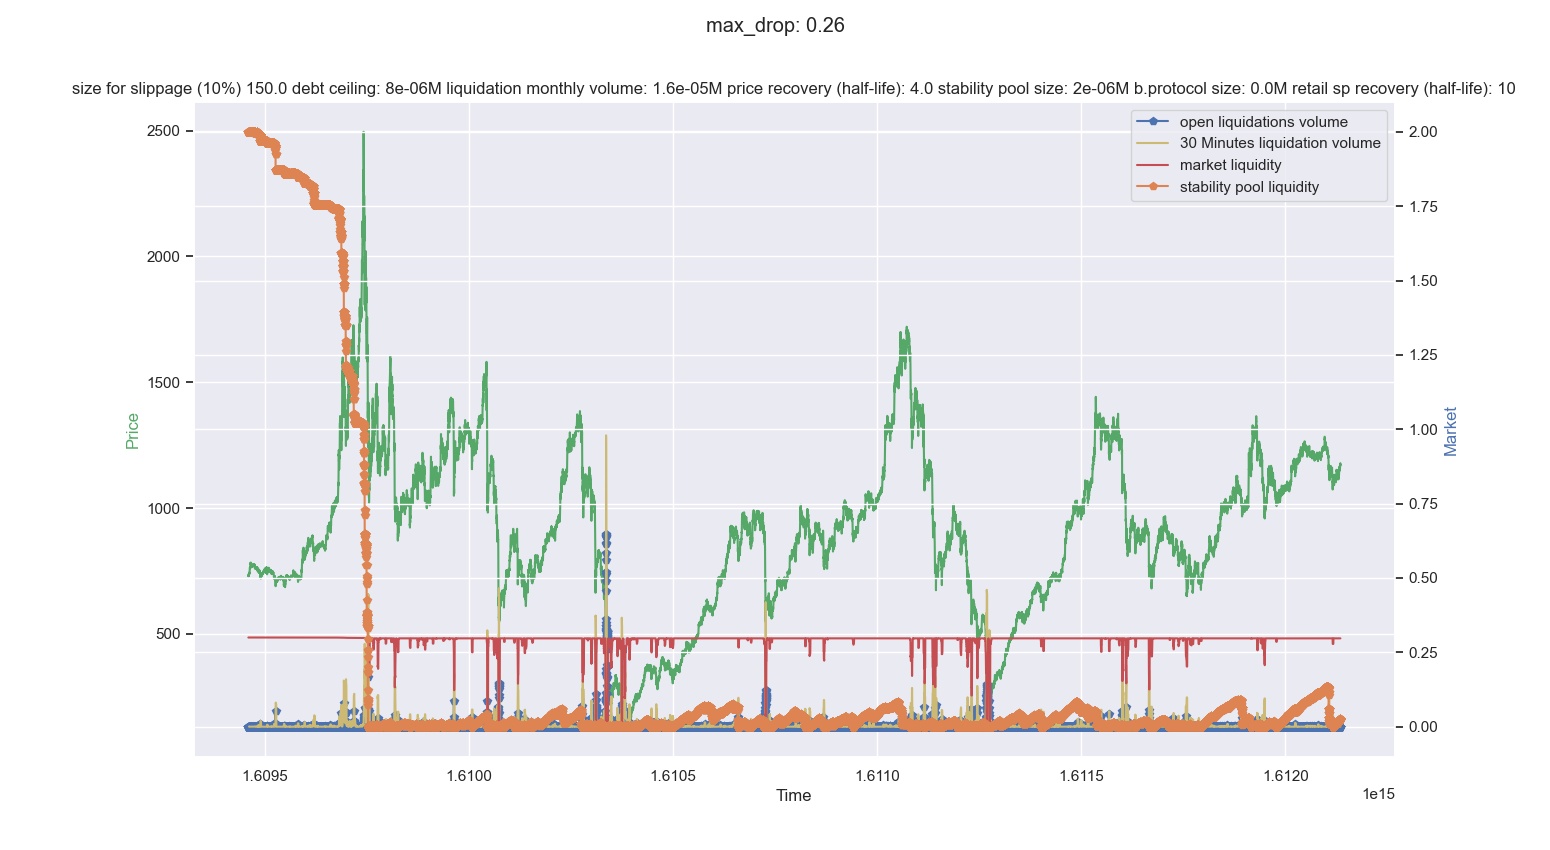 max_drop: 0.26
size for slippage (10%) 150.0 debt ceiling: 8e-06M liquidation monthly volume: 1.6e-05M price recovery (half-life): 4.0 stability pool size: 2e-06M b.protocol size: 0.0M retail sp recovery (half-life): 10
open liquidations volume
30 Minutes liquidation volume
market liquidity
stability pool liquidity
2500
2000
1500
1000
500
Price
2.00
1.75
1.50
1.25
1.00
0.75
0.50
0.25
0.00
Market
1.6095 1.6100 1.6105 1.6110 1.6115 1.6120
Time
1e15